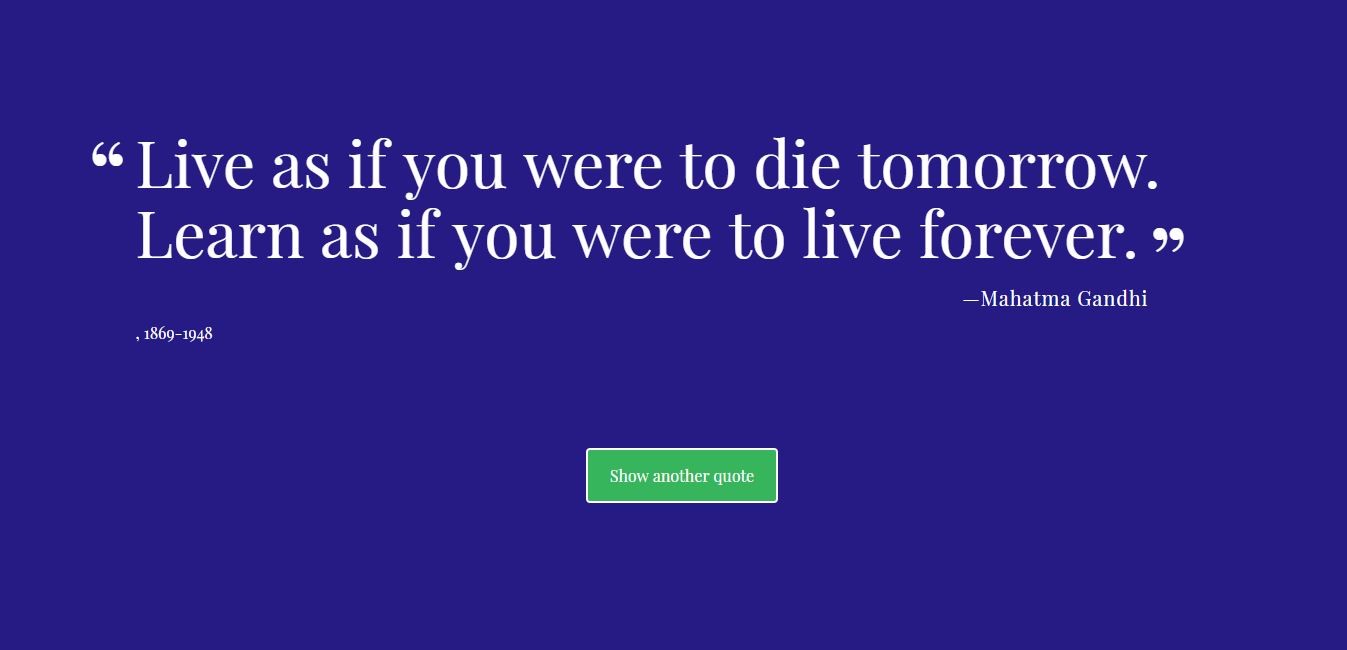 “ Live as if you were to die tomorrow.
Learn as if you were to live forever. ”
—Mahatma Gandhi
, 1869-1948
Show another quote